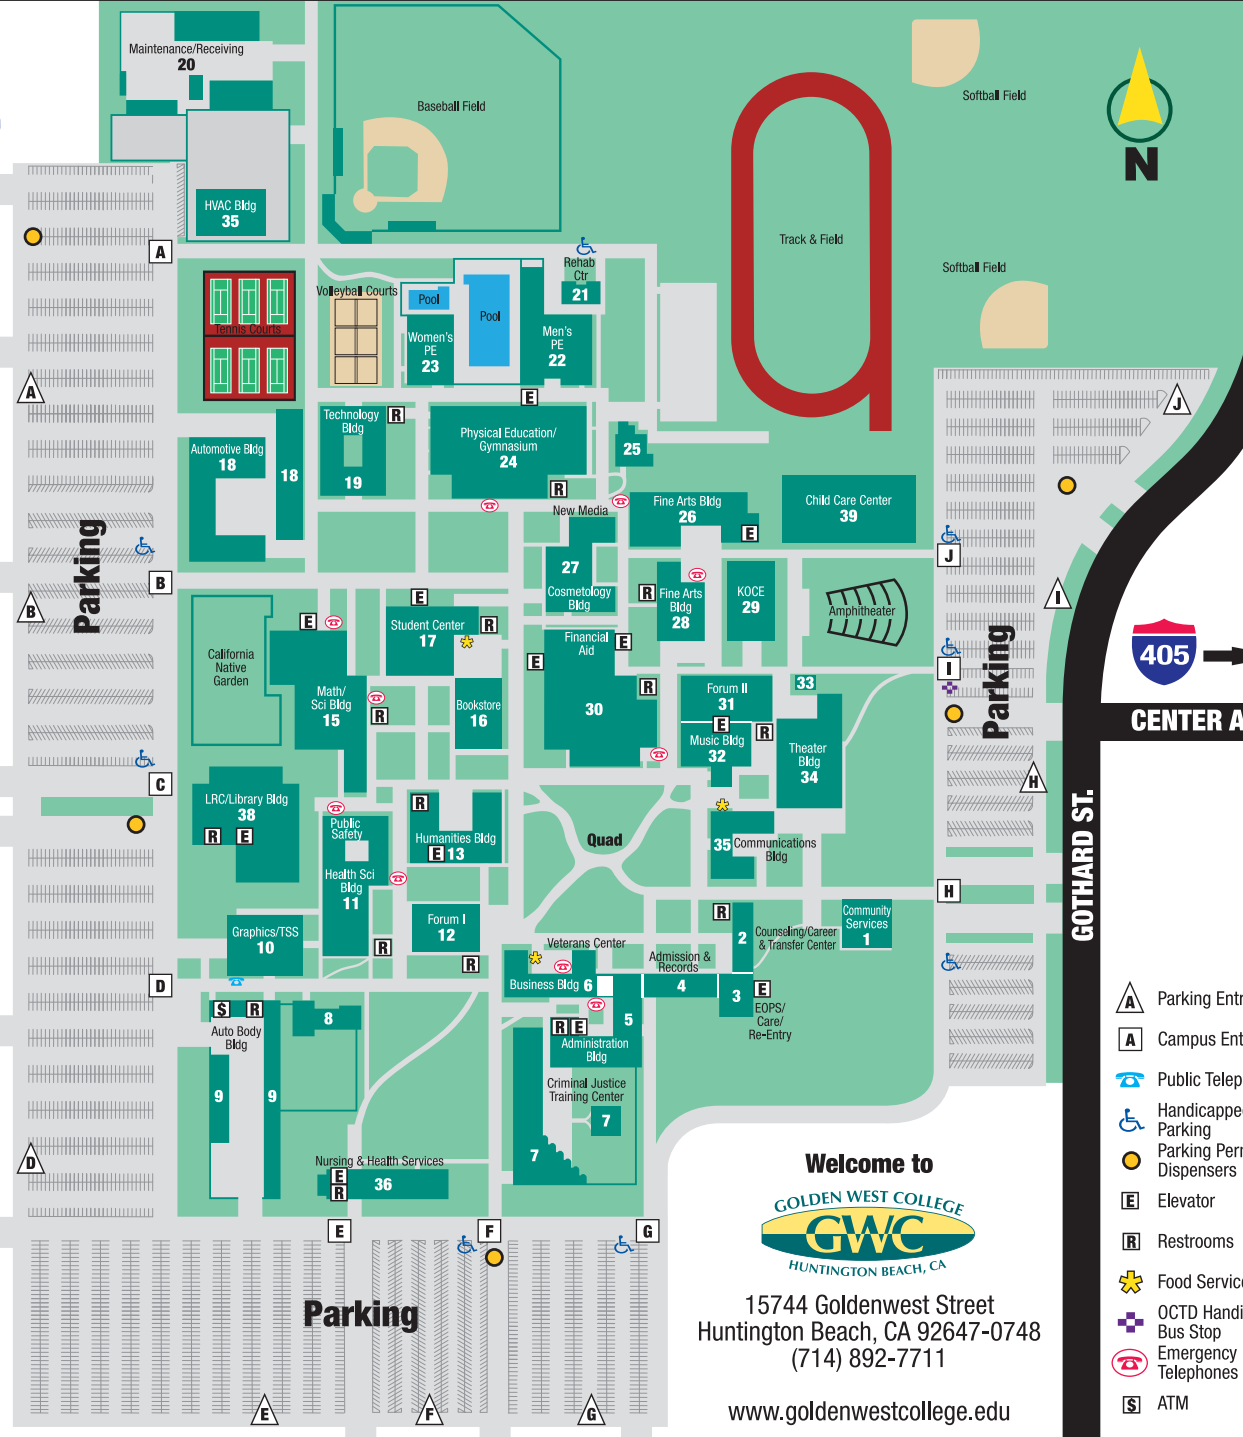 Maintenance/Receiving
20
Baseball Field
Softball Field
N
HVAC Bldg
35
A
Track & Field
Softball Field
Rehab
Ctr
21
Tennis Courts
Volleyball Courts
Pool
Pool
Women's
PE
23
Men's
PE
22
A
J
E
Technology
Bldg
19
R
Physical Education/
Gymnasium
24
R
25
Automotive Bldg
18
18
New Media
27
Cosmetology
Bldg
Fine Arts Bldg
26
E
Child Care Center
39
J
Parking
B
B
I
E
Student Center
17
R
E
R
Fine Arts
Bldg
28
KOCE
29
Amphitheater
I
Parking
405
CENTER A
California
Native
Garden
Math/
Sci Bldg
15
R
Bookstore
16
Financial
Aid
30
E
E
R
Forum II
31
E
R
Music Bldg
32
33
Theater
Bldg
34
H
GOTHARD ST.
C
LRC/Library Bldg
38
R
E
Public
Safety
Health Sci
Bldg
11
R
R
Humanities Bldg
E
13
Quad
35
Communications
Bldg
H
Graphics/TSS
10
Forum I
12
R
Veterans Center
Business Bldg
6
Admission &
Records
4
R
2
Counseling/Career
& Transfer Center
Community
Services
1
3
E
EOPS/
Care/
Re-Entry
D
S
R
Auto Body
Bldg
9
9
8
5
R
E
Administration
Bldg
Criminal Justice
Training Center
7
7
D
Nursing & Health Services
E
R
36
E
F
G
Parking
E
F
G
Welcome to
GOLDEN WEST COLLEGE
GWC
HUNTINGTON BEACH, CA
15744 Goldenwest Street
Huntington Beach, CA 92647-0748
(714) 892-7711
www.goldenwestcollege.edu
A
Parking Entr
A
Campus Ent
Public Telep
Handicappe
Parking
Parking Perm
Dispensers
E
Elevator
R
Restrooms
Food Service
OCTD Handi
Bus Stop
Emergency
Telephones
S
ATM